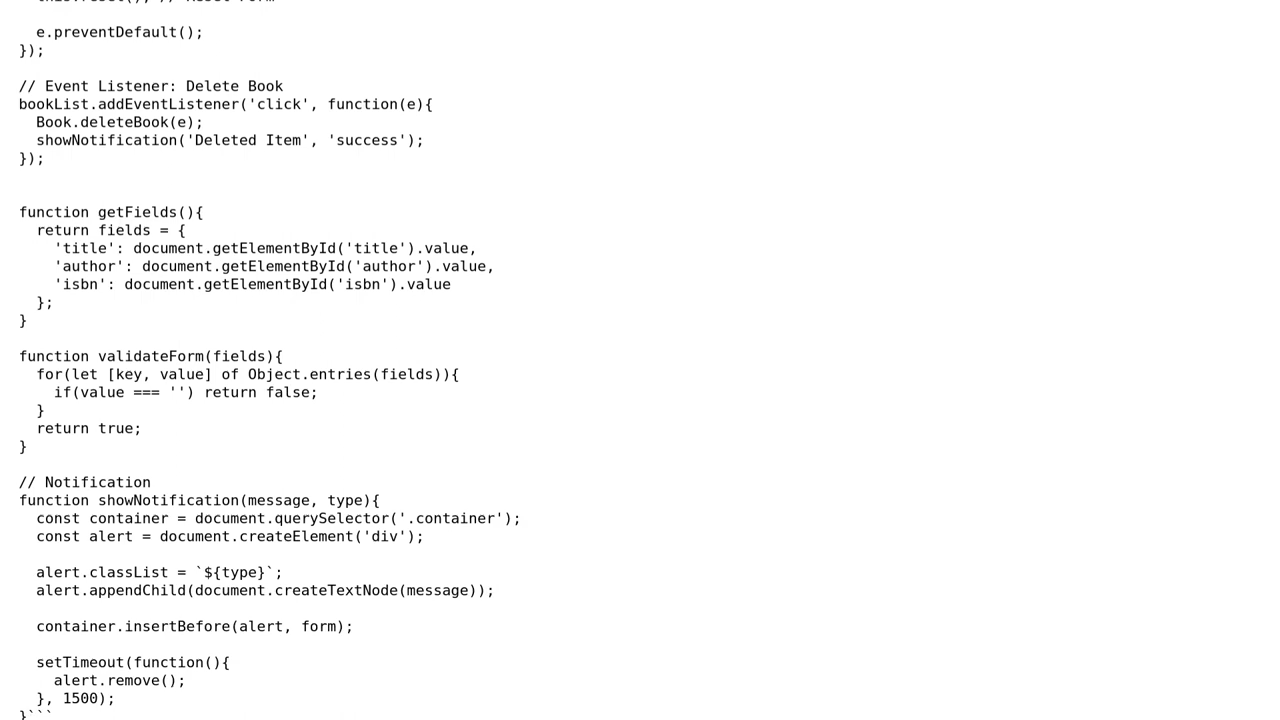 e.preventDefault();
});
// Event Listener: Delete Book
bookList.addEventListener('click', function(e){
Book.deleteBook(e);
showNotification('Deleted Item', 'success');
});
function getFields(){
return fields = {
'title': document.getElementById('title').value,
'author': document.getElementById('author').value,
'isbn': document.getElementById('isbn').value
};
}
function validateForm(fields){
for(let [key, value] of Object.entries(fields)){
if(value === '') return false;
}
return true;
}
// Notification
function showNotification(message, type){
const container = document.querySelector('.container');
const alert = document.createElement('div');
alert.classList = `${type}`;
alert.appendChild(document.createTextNode(message));
container.insertBefore(alert, form);
setTimeout(function(){
alert.remove();
}, 1500);
}```